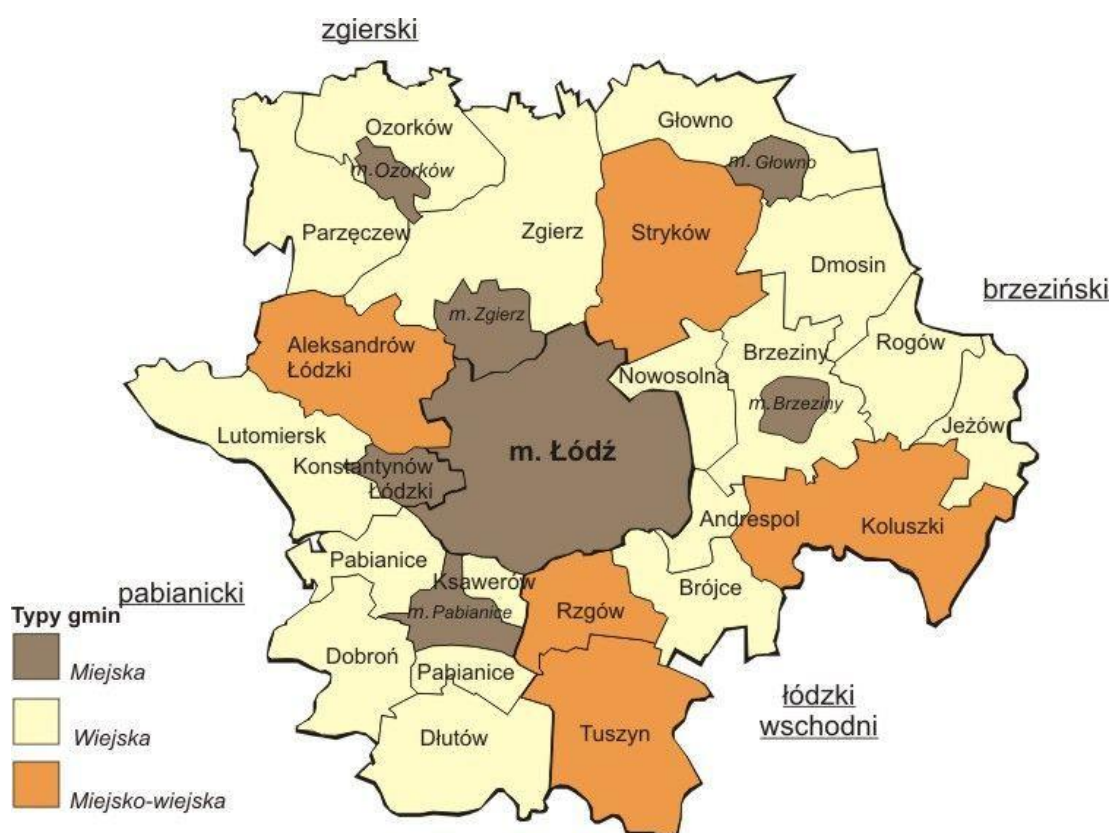 zgierski
Głowno
Ozorków
m. Ozorków
m. Głowno
Parzęczew
Zgierz
Stryków
Dmosin
brzeziński
m. Zgierz
Aleksandrów
Łódzki
Brzeziny
Rogów
Nowosolna
m. Brzeziny
Lutomiersk
Jeżów
m. Łódź
Konstantynów
Łódzki
Andrespol
Koluszki
Pabianice
Ksawerów
Brójce
pabianicki
m. Pabianice
Rzgów
Typy gmin
Miejska
Dobroń
Pabianice
łódzki
wschodni
Wiejska
Dłutów
Tuszyn
Miejsko-wiejska